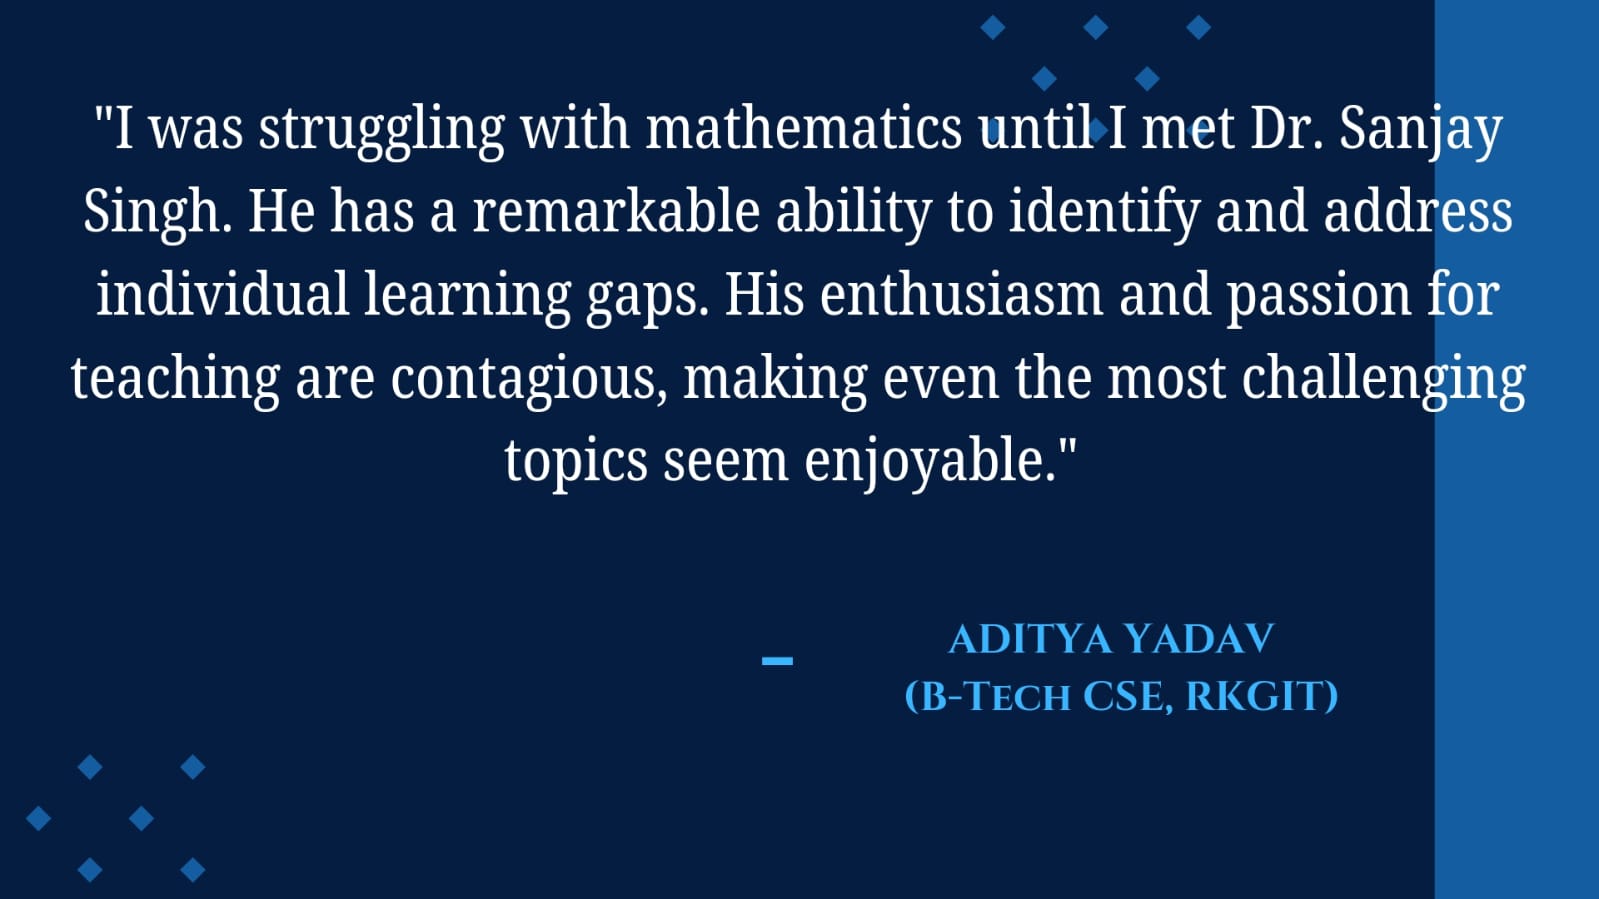 "I was struggling with mathematics until I met Dr. Sanjay
Singh. He has a remarkable ability to identify and address
individual learning gaps. His enthusiasm and passion for
teaching are contagious, making even the most challenging
topics seem enjoyable."
–
ADITYA YADAV
(B-Tech CSE, RKGIT)